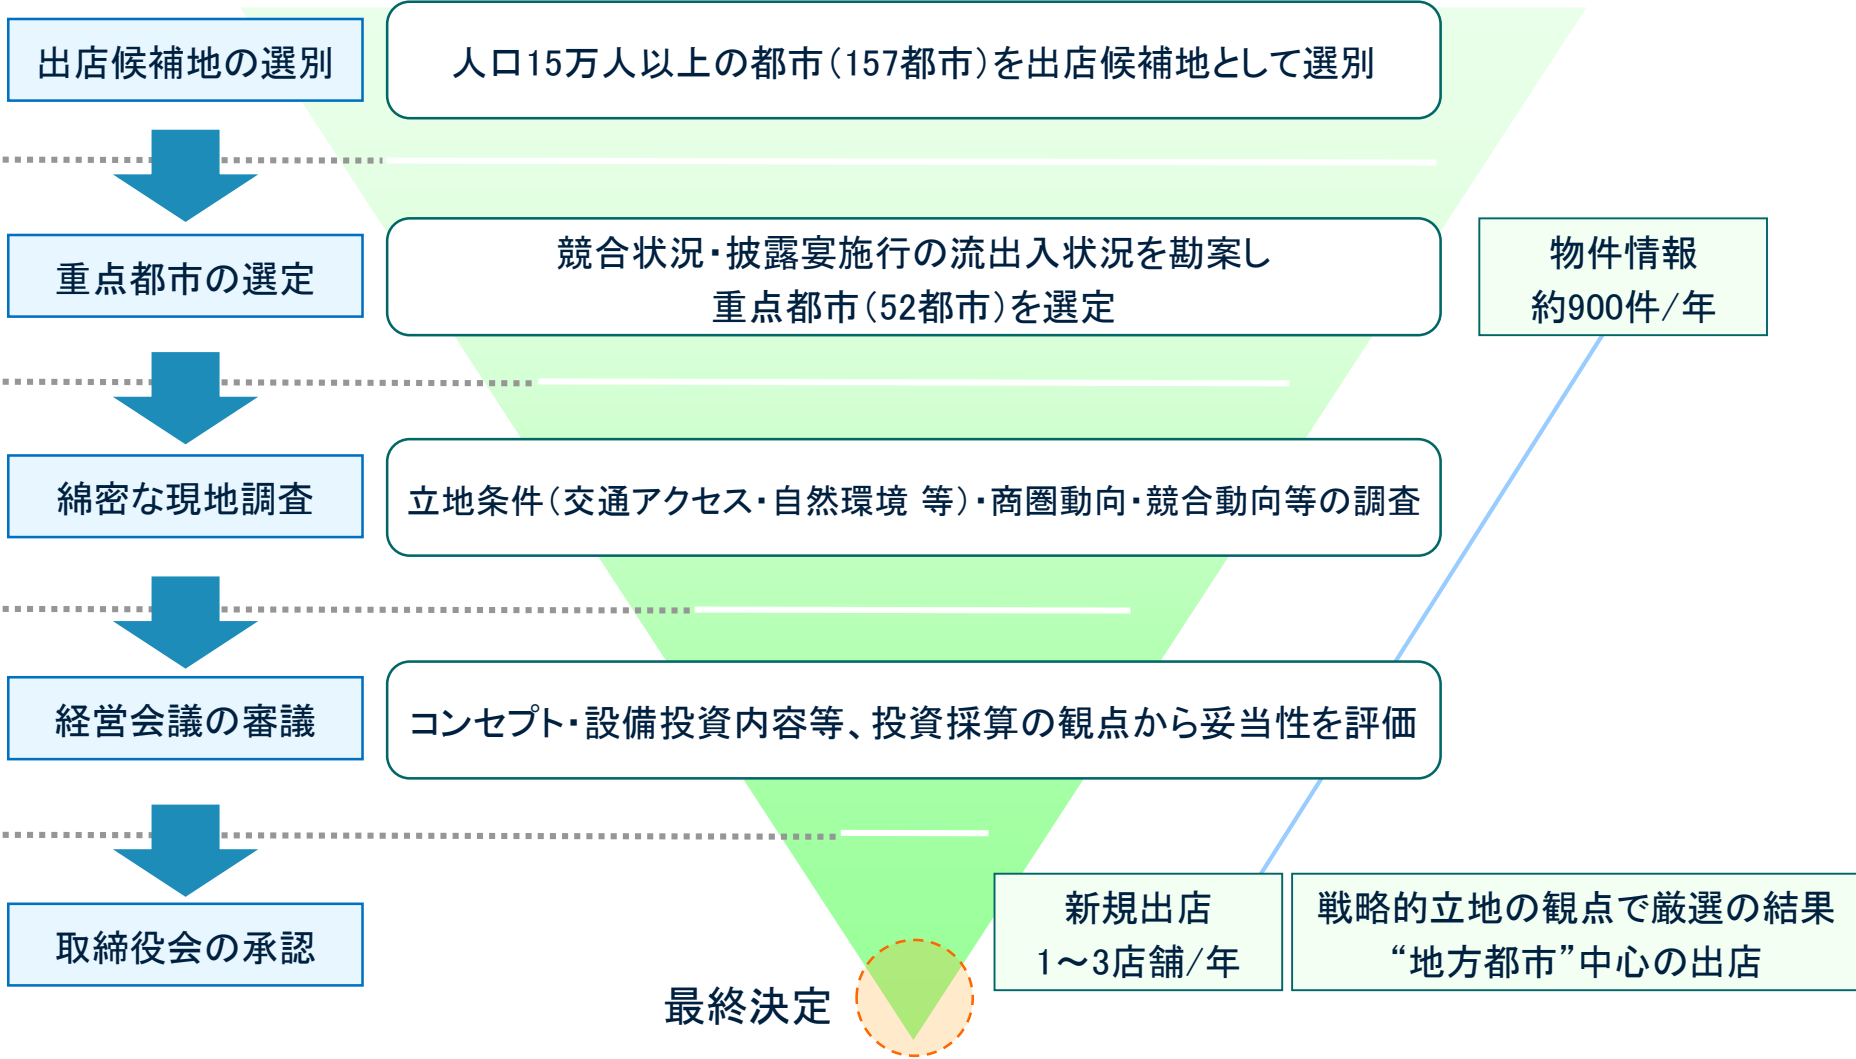 出店候補地の選別
人口15万人以上の都市（157都市）を出店候補地として選別
重点都市の選定
競合状況・披露宴施行の流出入状況を勘案し
重点都市（52都市）を選定
物件情報
約900件/年
綿密な現地調査
立地条件（交通アクセス・自然環境 等）・商圏動向・競合動向等の調査
経営会議の審議
コンセプト・設備投資内容等、投資採算の観点から妥当性を評価
取締役会の承認
新規出店
1～3店舗/年
戦略的立地の観点で厳選の結果
“地方都市”中心の出店
最終決定